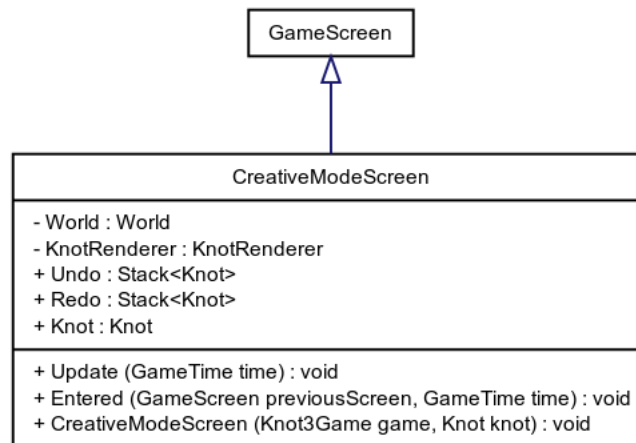 GameScreen
CreativeModeScreen
- World : World
- KnotRenderer : KnotRenderer
+ Undo : Stack<Knot>
+ Redo : Stack<Knot>
+ Knot : Knot
+ Update (GameTime time) : void
+ Entered (GameScreen previousScreen, GameTime time) : void
+ CreativeModeScreen (Knot3Game game, Knot knot) : void